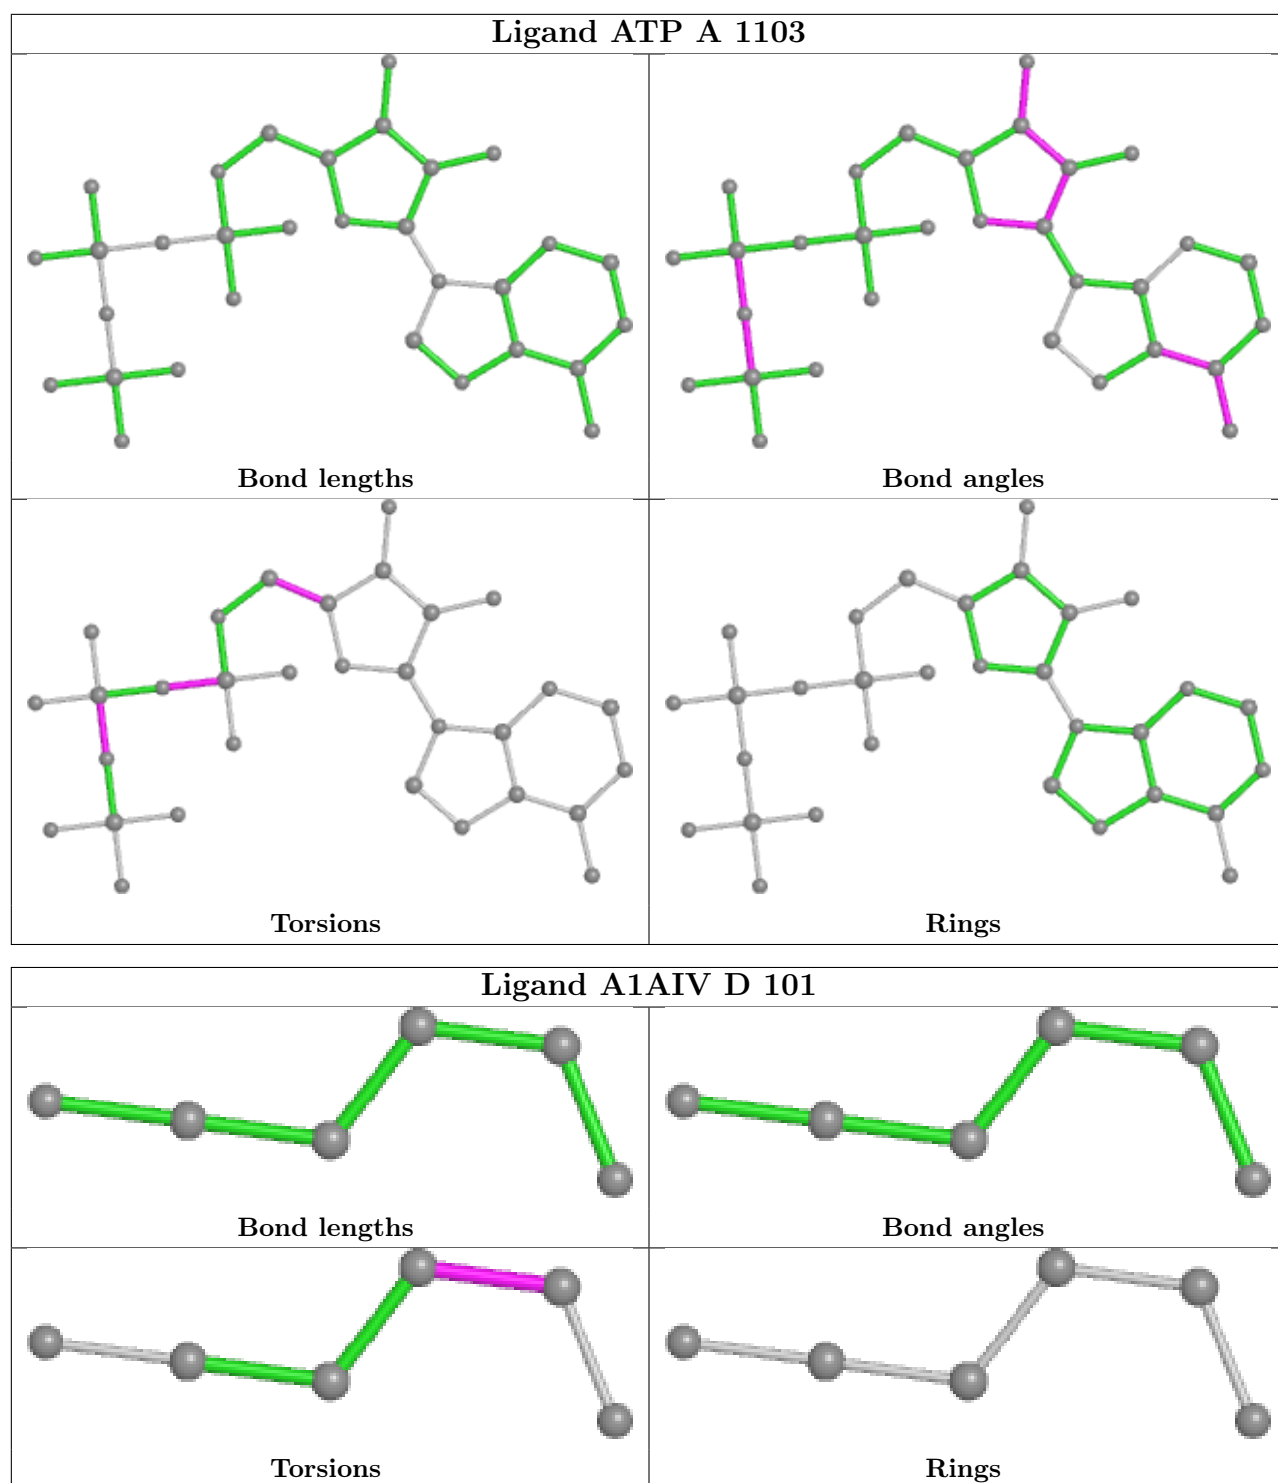 Ligand ATP A 1103
Bond lengths
Bond angles
Torsions
Rings
Ligand A1AIV D 101
Bond lengths
Bond angles
Torsions
Rings